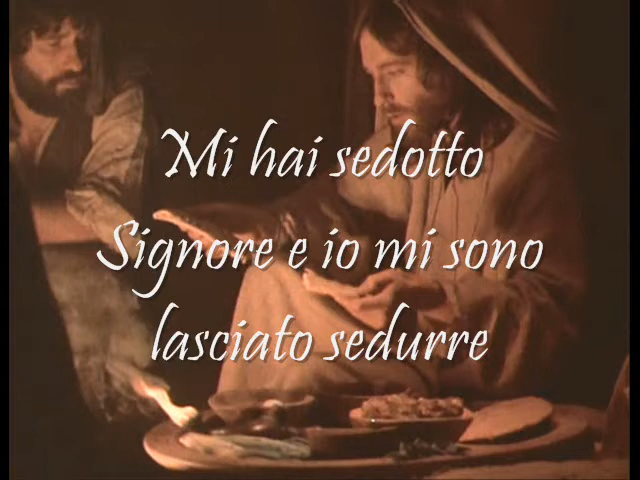 Mi hai sedotto
Signore e io mi sono
lasciato sedurre